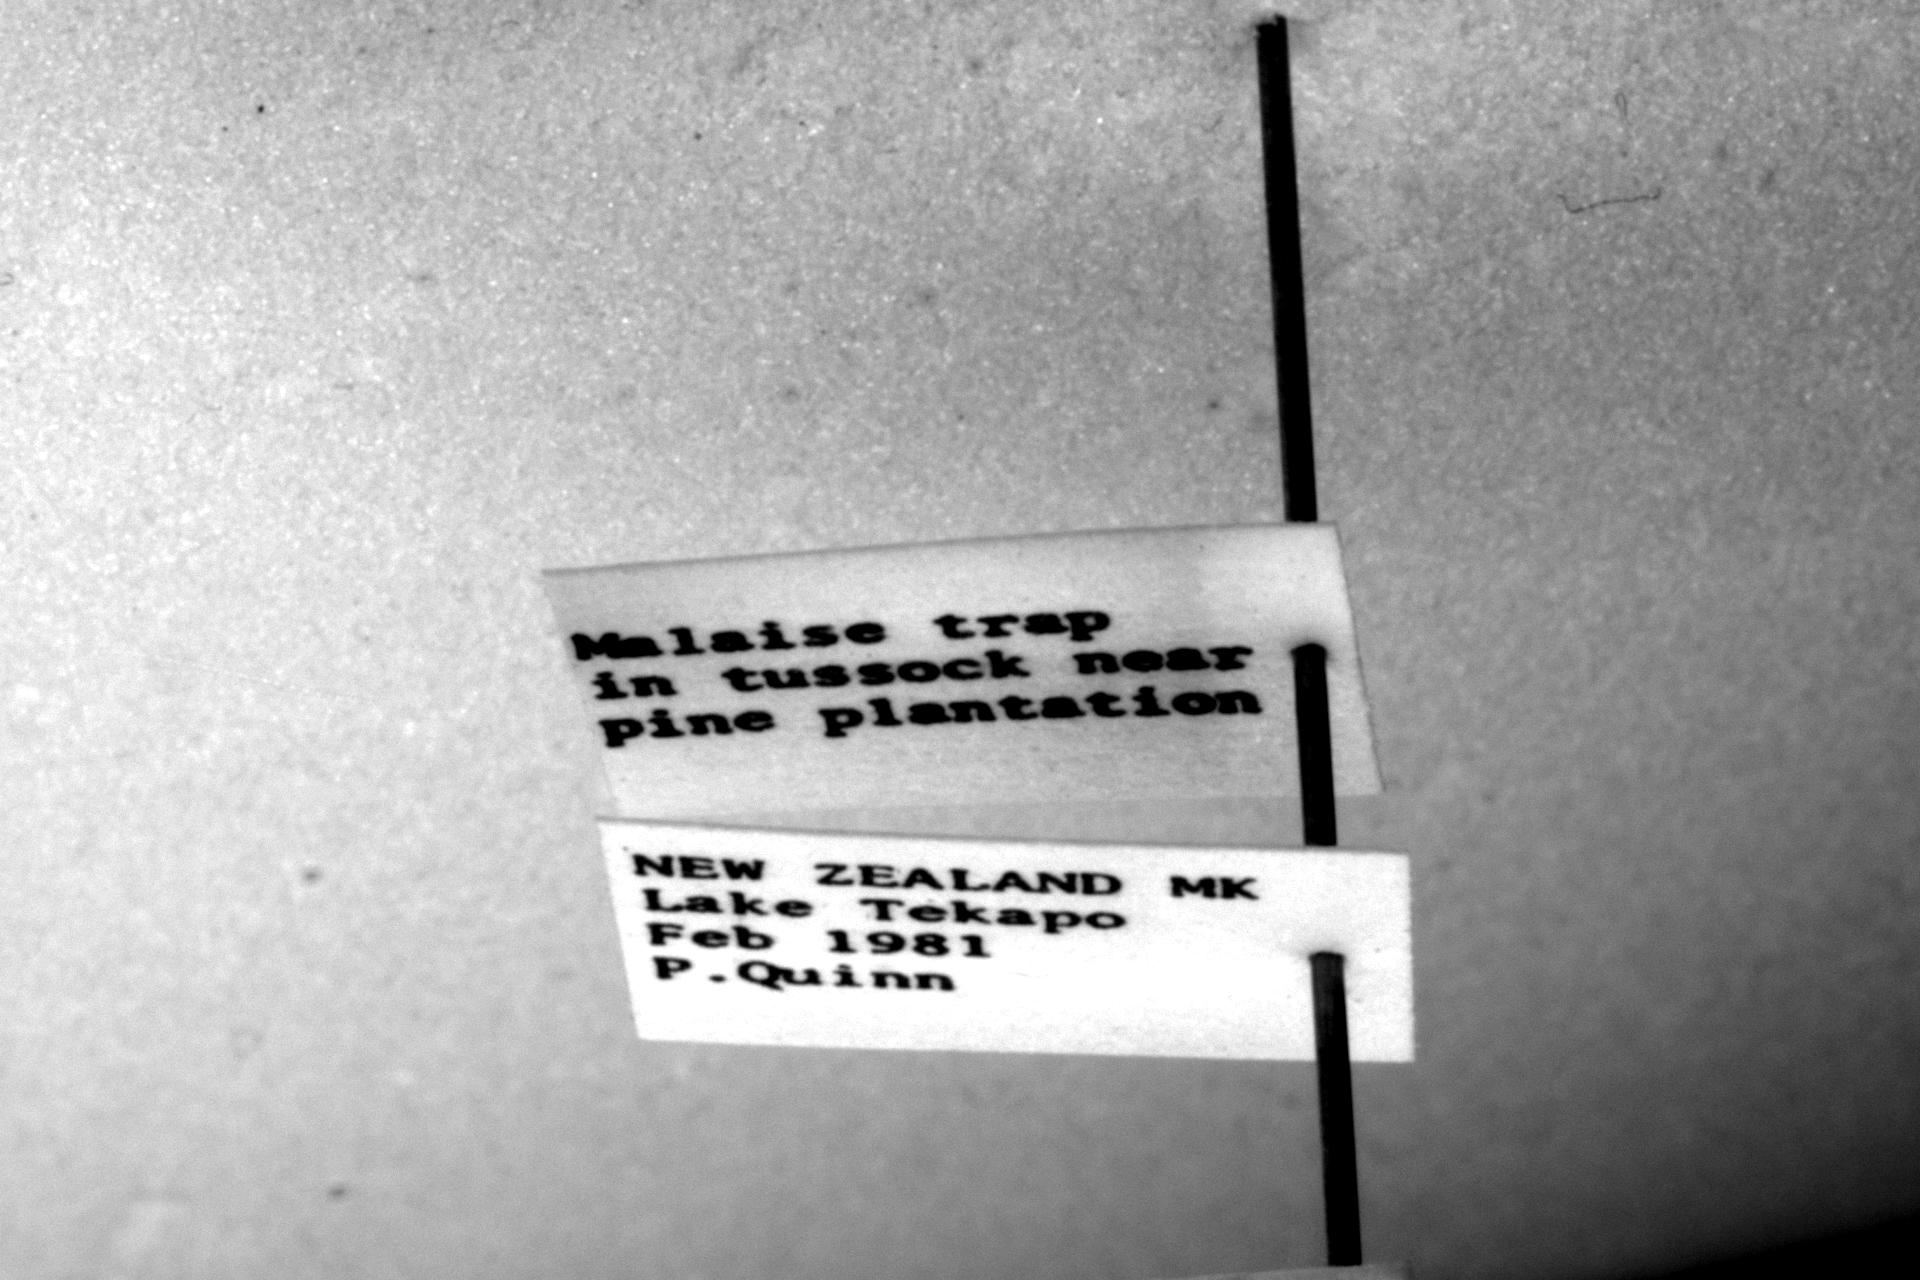 Malaise trap
in tussock near
pine plantation
NEW ZEALAND MK
Lake Tekapo
Feb 1981
P.Quinn